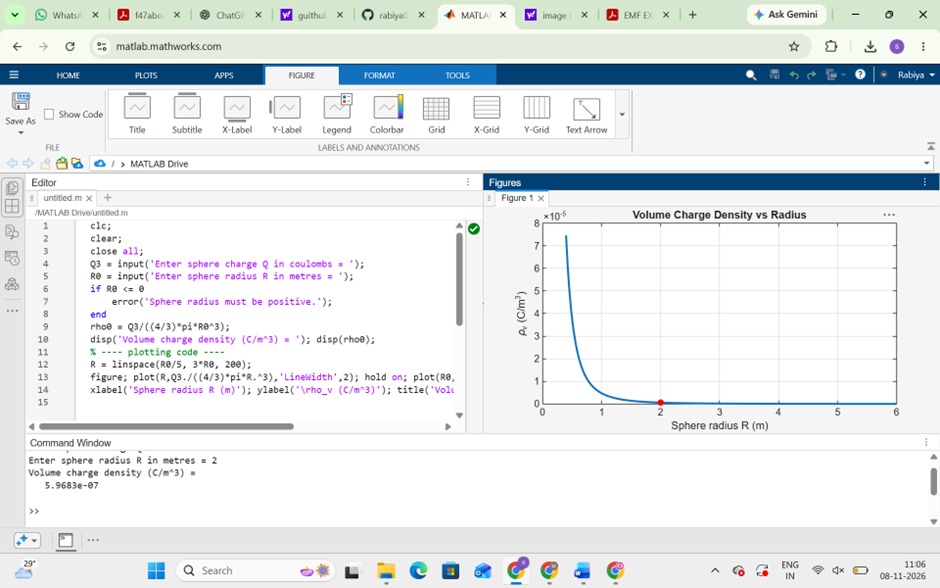 WhatsA
f47abe
ChatGF
guithub
rabiya
MATLA
image
EMF EX
Ask Gemini
matlab.mathworks.com
S
HOME PLOTS APPS FIGURE FORMAT TOOLS
Rabiya
Save As
Show Code
Title Subtitle X-Label Y-Label Legend Colorbar Grid X-Grid Y-Grid Text Arrow
FILE
LABELS AND ANNOTATIONS
/ › MATLAB Drive
Editor
untitled.m
/MATLAB Drive/untitled.m
1 clc;
2 clear;
3 close all;
4 Q3 = input('Enter sphere charge Q in coulombs = ');
5 R0 = input('Enter sphere radius R in metres = ');
6 if R0 <= 0
7 error('Sphere radius must be positive.');
8 end
9 rho0 = Q3/((4/3)*pi*R0^3);
10 disp('Volume charge density (C/m^3) = '); disp(rho0);
11 % ---- plotting code ----
12 R = linspace(R0/5, 3*R0, 200);
13 figure; plot(R,Q3./((4/3)*pi*R.^3),'LineWidth',2); hold on; plot(R0,
14 xlabel('Sphere radius R (m)'); ylabel('\rho_v (C/m^3)'); title('Volu
15
Figures
Figure 1
×10⁻⁵
Volume Charge Density vs Radius
8
7
6
5
4
3
2
1
0
ρᵥ (C/m³)
0 1 2 3 4 5 6
Sphere radius R (m)
Command Window
Enter sphere radius R in metres = 2
Volume charge density (C/m^3) =
5.9683e-07
>>
29°
Search
ENG
IN
11:06
08-11-2026